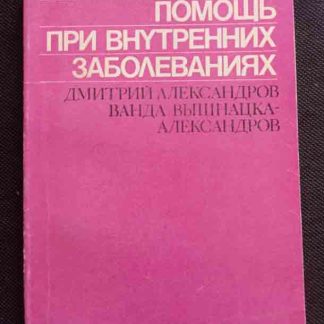 ПОМОЩЬ
ПРИ ВНУТРЕННИХ
ЗАБОЛЕВАНИЯХ
ДМИТРИЙ АЛЕКСАНДРОВ
ВАНДА ВЫШНАЦКА-
АЛЕКСАНДРОВ